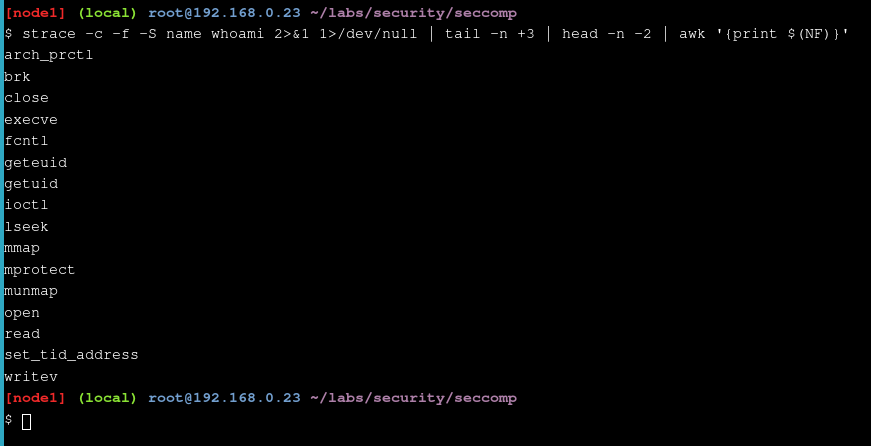 [node1] (local) root@192.168.0.23 ~/labs/security/seccomp
$ strace -c -f -S name whoami 2>&1 1>/dev/null | tail -n +3 | head -n -2 | awk '{print $(NF)}'
arch_prctl
brk
close
execve
fcntl
geteuid
getuid
ioctl
lseek
mmap
mprotect
munmap
open
read
set_tid_address
writev
[node1] (local) root@192.168.0.23 ~/labs/security/seccomp
$